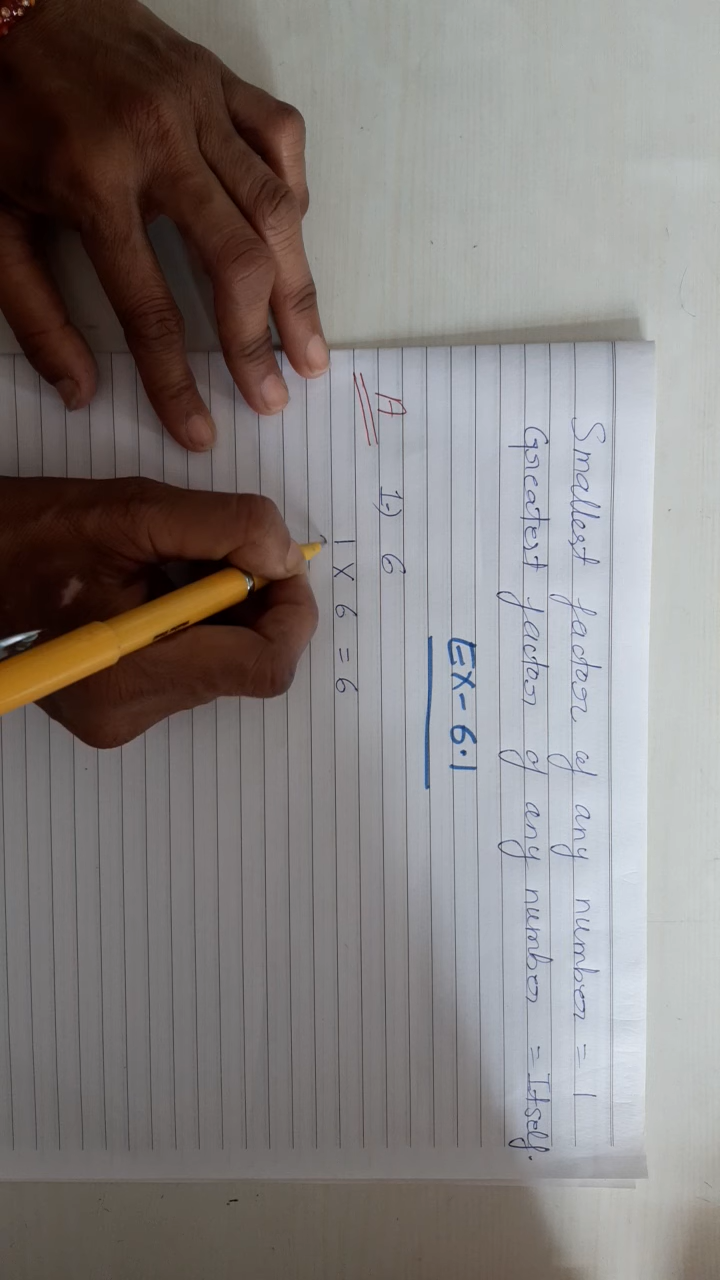 Smallest factor of any number = 1
Greatest factor of any number = Itself.
EX-6.1
A 1) 6
1 X 6 = 6